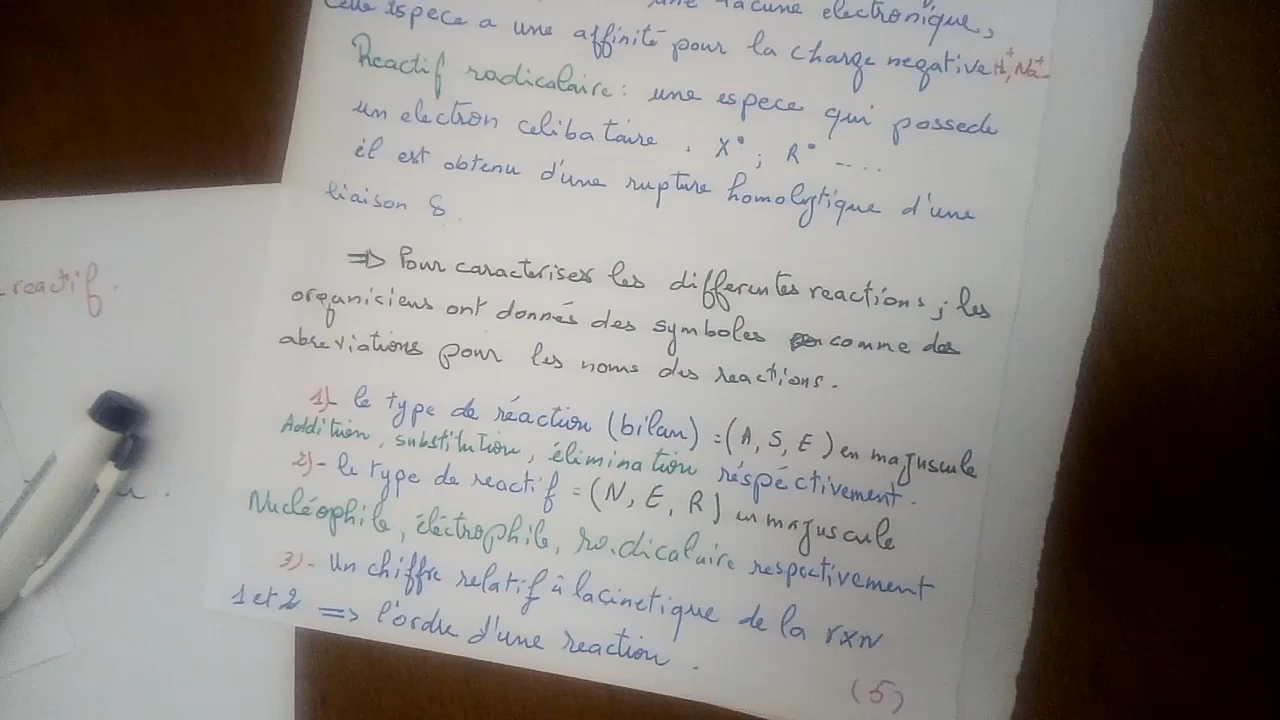 une lacune electronique,
Cette espece a une affinité pour la charge negative H⁺, Na⁺
Reactif radicalaire : une espece qui possede
un electron celibataire . X° ; R° ....
il est obtenu d'une rupture homolytique d'une
liaison δ.
⇒ Pour caracteriser les differentes reactions ; les
organiciens ont donnés des symboles comme des
abreviations pour les noms des reactions.
1)- le type de réaction (bilan) = (A, S, E) en majuscule
Addition, substitution, élimination réspéctivement.
2)- le type de reactif = (N, E, R) en majuscule
Nucléophile, éléctrophile, radicalaire respectivement
3)- Un chiffre relatif à la cinetique de la rxn
1 et 2 ⇒ l'ordre d'une reaction.
(5)
reactif.